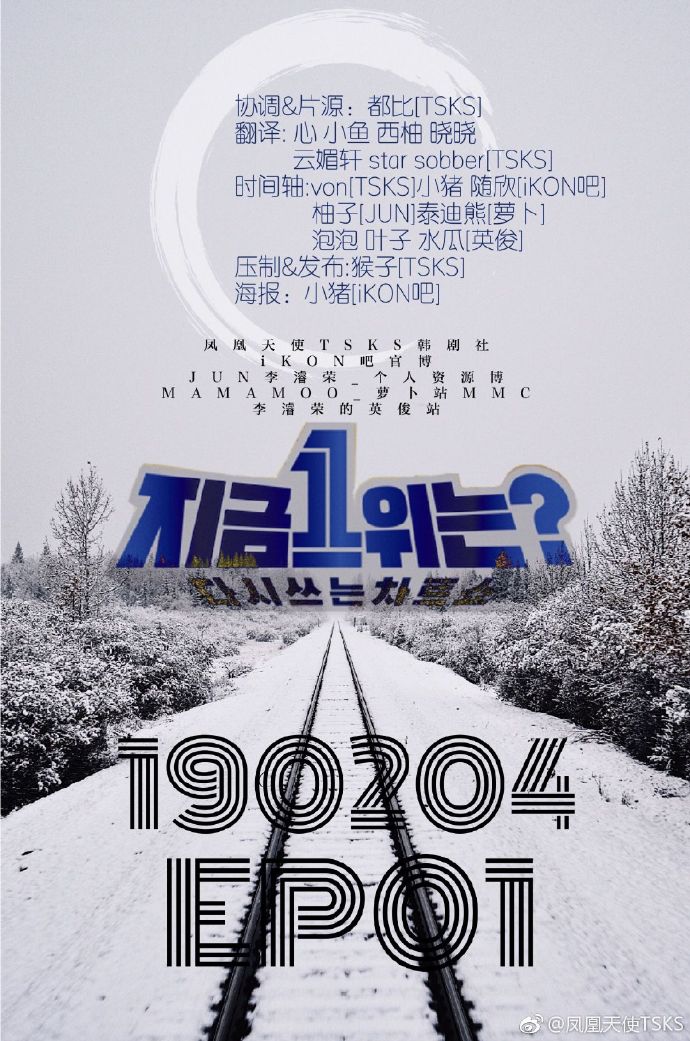 协调&片源：都比[TSKS]
翻译: 心 小鱼 西柚 晓晓
云媚轩 star sobber[TSKS]
时间轴:von[TSKS]小猪 随欣[iKON吧]
柚子[JUN]泰迪熊[萝卜]
泡泡 叶子 水瓜[英俊]
压制&发布:猴子[TSKS]
海报：小猪[iKON吧]
凤凰天使TSKS韩剧社
iKON吧官博
JUN李濬荣_个人资源博
MAMAMOO_萝卜站MMC
李濬荣的英俊站
지금 1위는?
다시쓰는차트쇼
190204
EP01
@凤凰天使TSKS